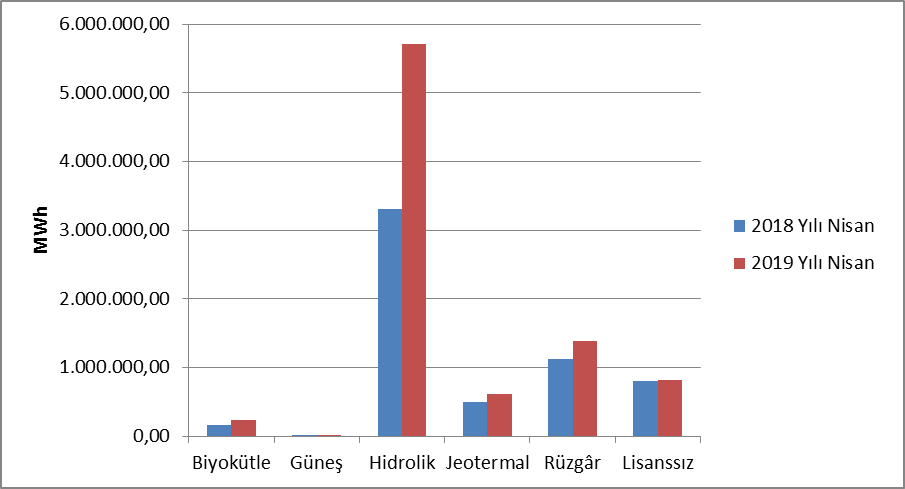 6.000.000,00
5.000.000,00
4.000.000,00
3.000.000,00
2.000.000,00
1.000.000,00
0,00
MWh
Biyokütle Güneş Hidrolik Jeotermal Rüzgâr Lisanssız
2018 Yılı Nisan
2019 Yılı Nisan